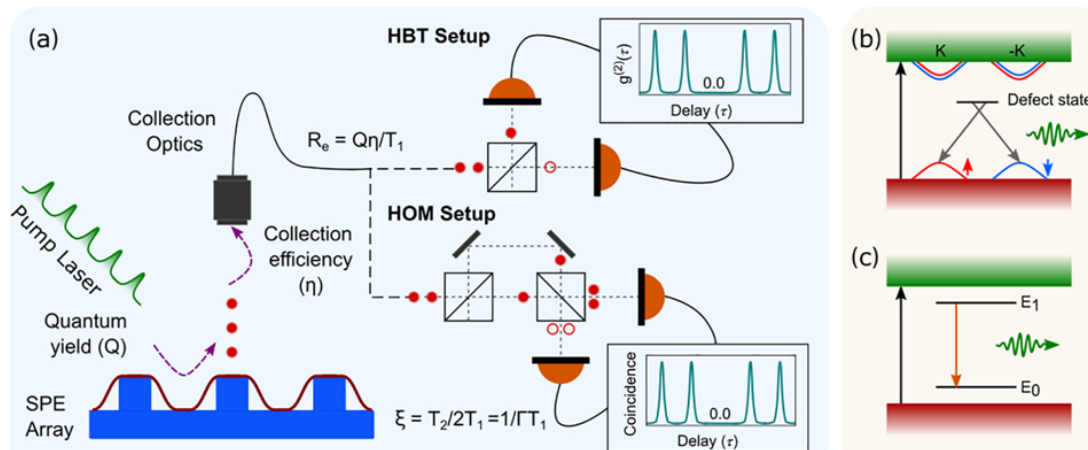 (a)
HBT Setup
g⁽²⁾(τ)
0.0
Delay (τ)
Collection
Optics
Rₑ = Qη/T₁
HOM Setup
Pump Laser
Collection
efficiency
(η)
Quantum
yield (Q)
SPE
Array
ξ = T₂/2T₁ =1/ΓT₁
Coincidence
0.0
Delay (τ)
(b)
K
-K
Defect state
(c)
E₁
E₀